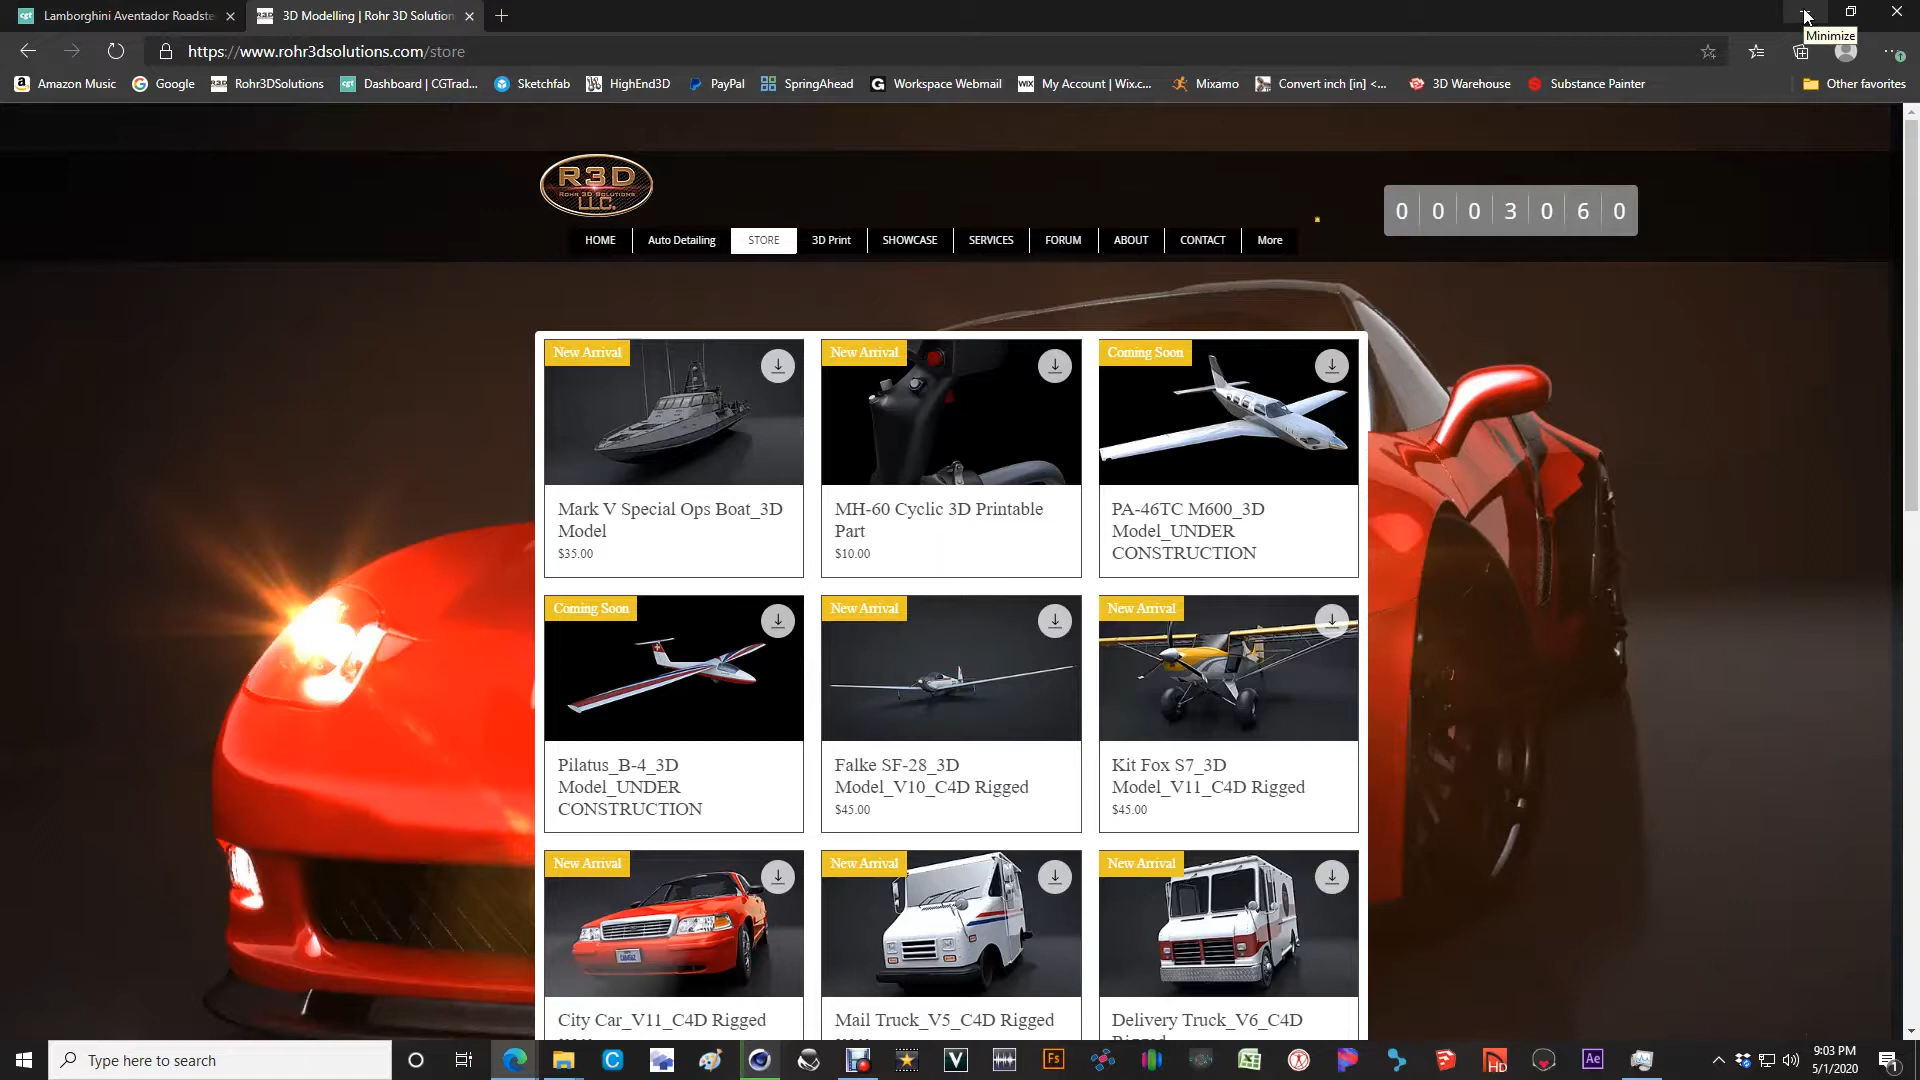 Lamborghini Aventador Roadste
3D Modelling | Rohr 3D Solution
Minimize
https://www.rohr3dsolutions.com/store
Amazon Music
Google
Rohr3DSolutions
Dashboard | CGTrad...
Sketchfab
HighEnd3D
PayPal
SpringAhead
Workspace Webmail
My Account | Wix.c...
Mixamo
Convert inch [in] <...
3D Warehouse
Substance Painter
Other favorites
R3D
ROHR 3D SOLUTIONS
LLC.
0 0 0 3 0 6 0
HOME
Auto Detailing
STORE
3D Print
SHOWCASE
SERVICES
FORUM
ABOUT
CONTACT
More
New Arrival
New Arrival
Coming Soon
Mark V Special Ops Boat_3D
Model
$35.00
MH-60 Cyclic 3D Printable
Part
$10.00
PA-46TC M600_3D
Model_UNDER
CONSTRUCTION
Coming Soon
New Arrival
New Arrival
Pilatus_B-4_3D
Model_UNDER
CONSTRUCTION
Falke SF-28_3D
Model_V10_C4D Rigged
$45.00
Kit Fox S7_3D
Model_V11_C4D Rigged
$45.00
New Arrival
New Arrival
New Arrival
City Car_V11_C4D Rigged
Mail Truck_V5_C4D Rigged
Delivery Truck_V6_C4D
Type here to search
9:03 PM
5/1/2020